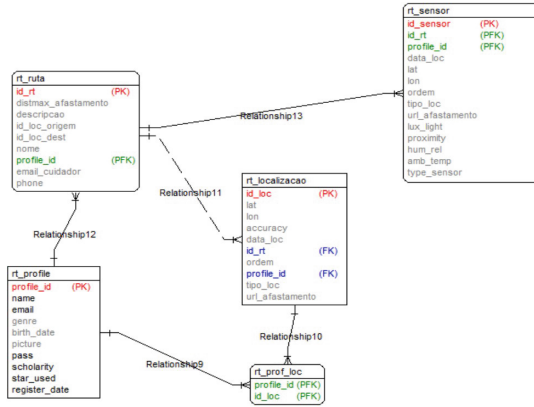 rt_sensor
id_sensor (PK)
id_rt (PFK)
profile_id (PFK)
data_loc
lat
lon
ordem
tipo_loc
url_afastamento
lux_light
proximity
hum_rel
amb_temp
type_sensor
rt_ruta
id_rt (PK)
distmax_afastamento
descripcao
id_loc_origem
id_loc_dest
nome
profile_id (PFK)
email_cuidador
phone
Relationship13
Relationship11
rt_localizacao
id_loc (PK)
lat
lon
accuracy
data_loc
id_rt (FK)
ordem
profile_id (FK)
tipo_loc
url_afastamento
Relationship12
rt_profile
profile_id (PK)
name
email
genre
birth_date
picture
pass
scholarity
star_used
register_date
Relationship10
Relationship9
rt_prof_loc
profile_id (PFK)
id_loc (PFK)